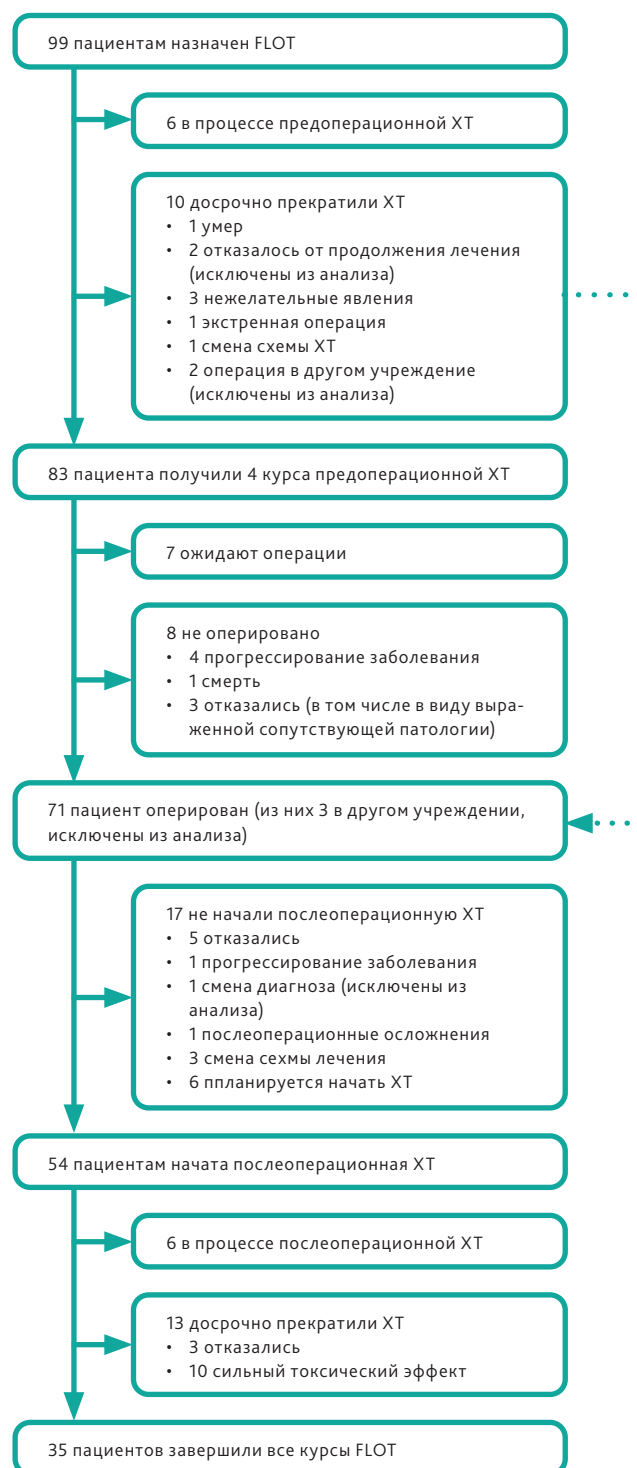 99 пациентам назначен FLOT
6 в процессе предоперационной ХТ
10 досрочно прекратили ХТ
• 1 умер
• 2 отказалось от продолжения лечения
(исключены из анализа)
• 3 нежелательные явления
• 1 экстренная операция
• 1 смена схемы ХТ
• 2 операция в другом учреждение
(исключены из анализа)
83 пациента получили 4 курса предоперационной ХТ
7 ожидают операции
8 не оперировано
• 4 прогрессирование заболевания
• 1 смерть
• 3 отказались (в том числе в виду выра-
женной сопутствующей патологии)
71 пациент оперирован (из них 3 в другом учреждении,
исключены из анализа)
17 не начали послеоперационную ХТ
• 5 отказались
• 1 прогрессирование заболевания
• 1 смена диагноза (исключены из
анализа)
• 1 послеоперационные осложнения
• 3 смена сехмы лечения
• 6 ппланируется начать ХТ
54 пациентам начата послеоперационная ХТ
6 в процессе послеоперационной ХТ
13 досрочно прекратили ХТ
• 3 отказались
• 10 сильный токсический эффект
35 пациентов завершили все курсы FLOT